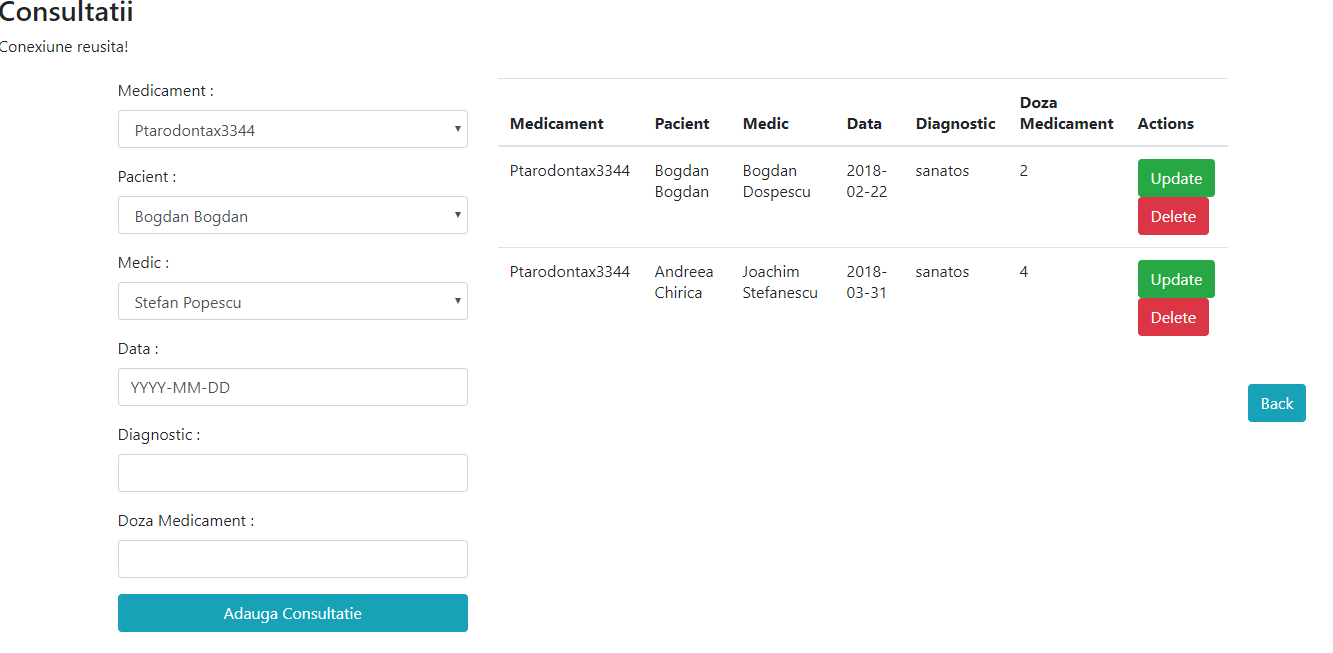 Consultatii
Conexiune reusita!
Medicament :
Ptarodontax3344
Pacient :
Bogdan Bogdan
Medic :
Stefan Popescu
Data :
YYYY-MM-DD
Diagnostic :
Doza Medicament :
Adauga Consultatie
Doza
Medicament Pacient Medic Data Diagnostic Medicament Actions
Ptarodontax3344 Bogdan Bogdan 2018- sanatos 2 Update
Bogdan Dospescu 02-22
Delete
Ptarodontax3344 Andreea Joachim 2018- sanatos 4 Update
Chirica Stefanescu 03-31
Delete
Back